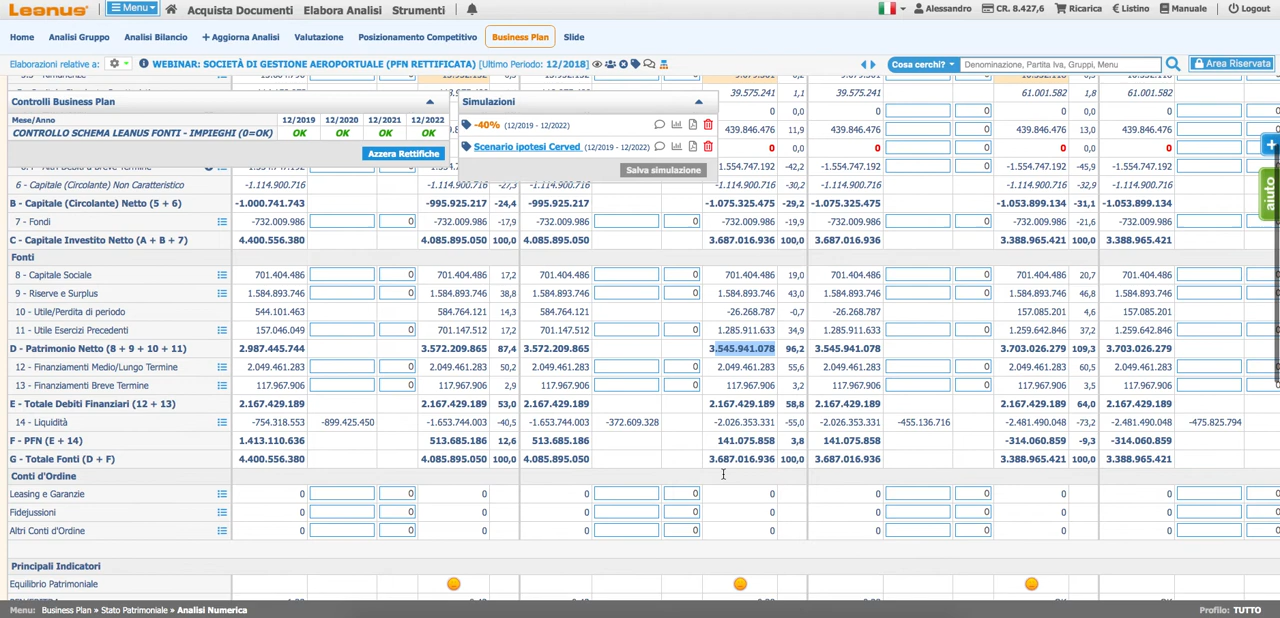 Leanus Menu Acquista Documenti Elabora Analisi Strumenti Alessandro CR. 8.427,6 Ricarica € Listino Manuale Logout
Home Analisi Gruppo Analisi Bilancio + Aggiorna Analisi Valutazione Posizionamento Competitivo Business Plan Slide
Elaborazioni relative a: WEBINAR: SOCIETÀ DI GESTIONE AEROPORTUALE (PFN RETTIFICATA) [Ultimo Periodo: 12/2018] Cosa cerchi? Denominazione, Partita Iva, Gruppi, Menu Area Riservata
39.575.241 1,1 61.001.582 1,8
Controlli Business Plan
Mese/Anno 12/2019 12/2020 12/2021 12/2022
CONTROLLO SCHEMA LEANUS FONTI - IMPIEGHI (0=OK) OK OK OK OK
Azzera Rettifiche
Simulazioni
-40% (12/2019 - 12/2022)
Scenario ipotesi Cerved (12/2019 - 12/2022)
Salva simulazione
0 0,0 0 0 0,0
439.846.476 11,9 439.846.476 0 439.846.476 13,0 439.846.476
0 0,0 0 0 0 0,0 0
-1.554.747.192 -42,2 -1.554.747.192 0 -1.554.747.192 -45,9 -1.554.747.192
6 - Capitale (Circolante) Non Caratteristico -1.114.900.716 -1.114.900.716 -27,3 -1.114.900.716 -1.114.900.716 -30,2 -1.114.900.716 -1.114.900.716 -32,9 -1.114.900.716
B - Capitale (Circolante) Netto (5 + 6) -1.000.741.743 -995.925.217 -24,4 -995.925.217 -1.075.325.475 -29,2 -1.075.325.475 -1.053.899.134 -31,1 -1.053.899.134
7 - Fondi -732.009.986 0 -732.009.986 -17,9 -732.009.986 0 -732.009.986 -19,9 -732.009.986 0 -732.009.986 -21,6 -732.009.986
C - Capitale Investito Netto (A + B + 7) 4.400.556.380 4.085.895.050 100,0 4.085.895.050 3.687.016.936 100,0 3.687.016.936 3.388.965.421 100,0 3.388.965.421
Fonti
8 - Capitale Sociale 701.404.486 0 701.404.486 17,2 701.404.486 0 701.404.486 19,0 701.404.486 0 701.404.486 20,7 701.404.486
9 - Riserve e Surplus 1.584.893.746 0 1.584.893.746 38,8 1.584.893.746 0 1.584.893.746 43,0 1.584.893.746 0 1.584.893.746 46,8 1.584.893.746
10 - Utile/Perdita di periodo 544.101.463 584.764.121 14,3 584.764.121 -26.268.587 -0,7 -26.268.587 157.085.201 4,6 157.085.201
11 - Utile Esercizi Precedenti 157.046.049 0 701.147.512 17,2 701.147.512 0 1.285.911.633 34,9 1.285.911.633 0 1.259.642.846 37,2 1.259.642.846
D - Patrimonio Netto (8 + 9 + 10 + 11) 2.987.445.744 3.572.209.865 87,4 3.572.209.865 3.545.941.078 96,2 3.545.941.078 3.703.026.279 109,3 3.703.026.279
12 - Finanziamenti Medio/Lungo Termine 2.049.461.283 0 2.049.461.283 50,2 2.049.461.283 0 2.049.461.283 55,6 2.049.461.283 0 2.049.461.283 60,5 2.049.461.283
13 - Finanziamenti Breve Termine 117.967.906 0 117.967.906 2,9 117.967.906 0 117.967.906 3,2 117.967.906 0 117.967.906 3,5 117.967.906
E - Totale Debiti Finanziari (12 + 13) 2.167.429.189 2.167.429.189 53,0 2.167.429.189 2.167.429.189 58,8 2.167.429.189 2.167.429.189 64,0 2.167.429.189
14 - Liquidità -754.318.553 -899.425.450 -1.653.744.003 -40,5 -1.653.744.003 -372.609.328 -2.026.353.331 -55,0 -2.026.353.331 -455.136.716 -2.481.490.048 -73,2 -2.481.490.048 -475.825.794
F - PFN (E + 14) 1.413.110.636 513.685.186 12,6 513.685.186 141.075.858 3,8 141.075.858 -314.060.859 -9,3 -314.060.859
G - Totale Fonti (D + F) 4.400.556.380 4.085.895.050 100,0 4.085.895.050 3.687.016.936 100,0 3.687.016.936 3.388.965.421 100,0 3.388.965.421
Conti d'Ordine
Leasing e Garanzie 0 0 0 0 0 0 0 0 0 0
Fidejussioni 0 0 0 0 0 0 0 0 0 0
Altri Conti d'Ordine 0 0 0 0 0 0 0 0 0 0
Principali Indicatori
Equilibrio Patrimoniale
Menu: Business Plan » Stato Patrimoniale » Analisi Numerica Profilo: TUTTO
aiuto